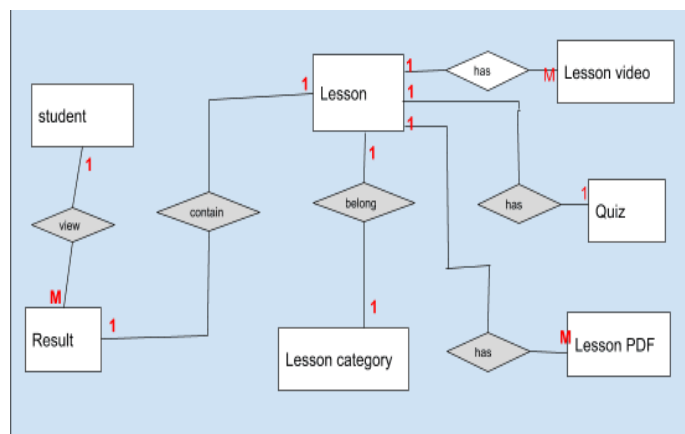 1
has
M
Lesson video
Lesson
1
1
1
student
1
1
contain
belong
has
1
Quiz
view
M
Result
1
1
Lesson category
has
M
Lesson PDF